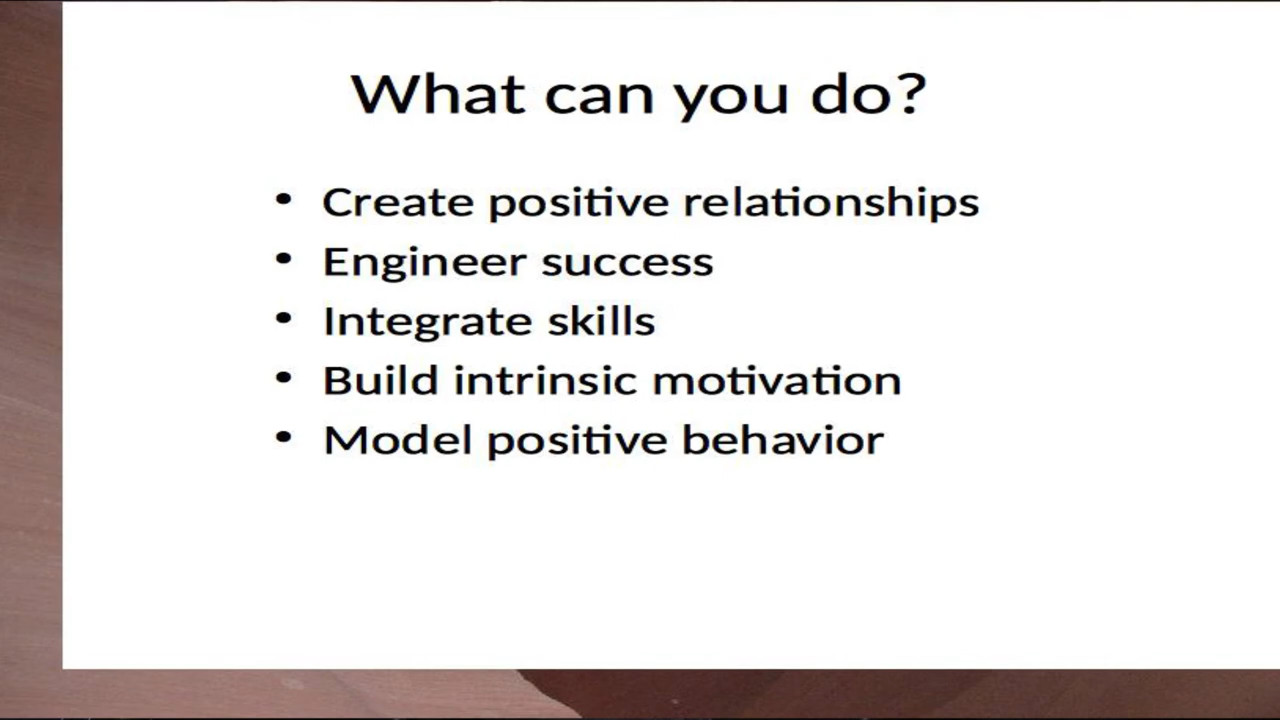 What can you do?
• Create positive relationships
• Engineer success
• Integrate skills
• Build intrinsic motivation
• Model positive behavior